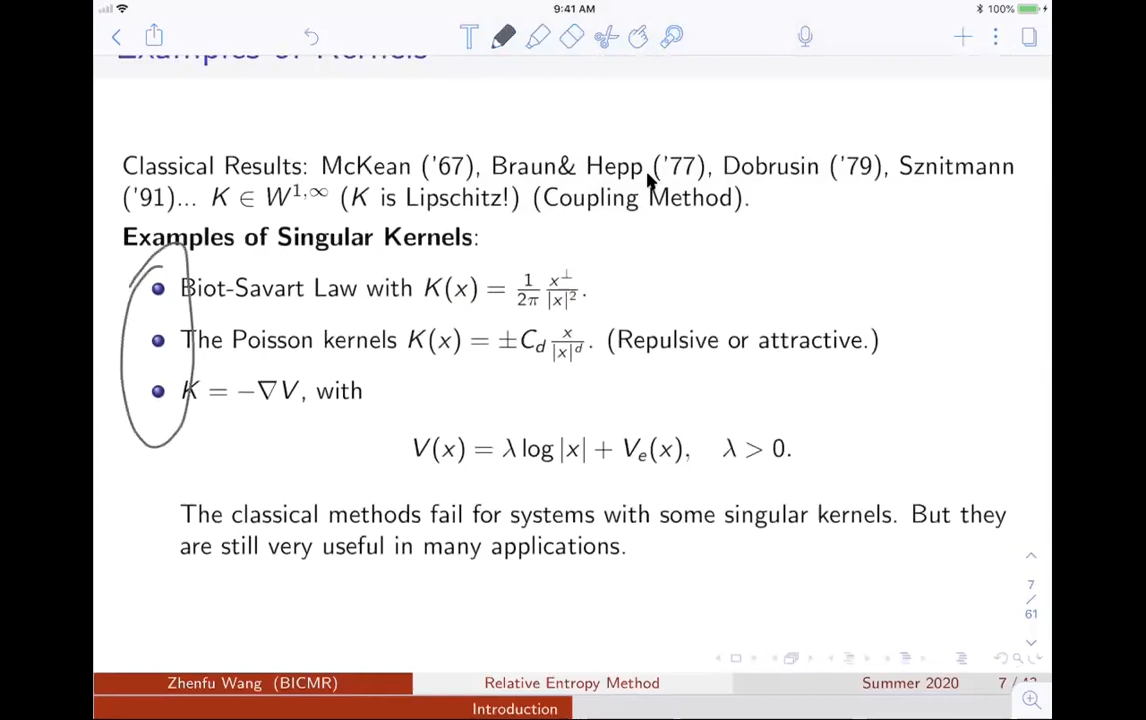 9:41 AM
100%
Examples of Kernels
Classical Results: McKean ('67), Braun& Hepp ('77), Dobrusin ('79), Sznitmann
('91)... K ∈ W^{1,∞} (K is Lipschitz!) (Coupling Method).
Examples of Singular Kernels:
Biot-Savart Law with K(x) = \frac{1}{2π} \frac{x^⊥}{|x|^2}.
The Poisson kernels K(x) = ±C_d \frac{x}{|x|^d}. (Repulsive or attractive.)
K = −∇V, with
V(x) = λ log |x| + V_e(x), λ > 0.
The classical methods fail for systems with some singular kernels. But they
are still very useful in many applications.
7
/
61
Zhenfu Wang (BICMR) Relative Entropy Method Summer 2020 7 /
Introduction